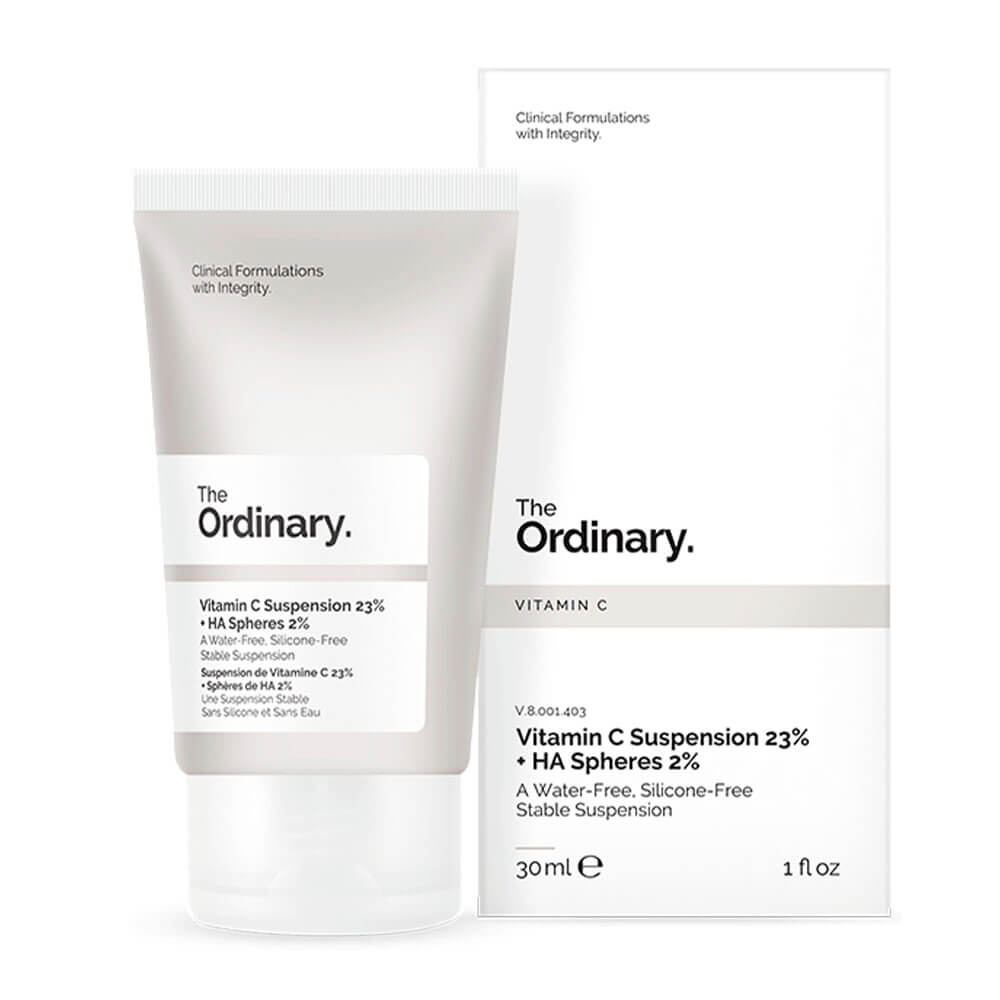 Clinical Formulations
with Integrity.
The
Ordinary.
Vitamin C Suspension 23%
+ HA Spheres 2%
A Water-Free, Silicone-Free
Stable Suspension
Suspension de Vitamine C 23%
+ Sphères de HA 2%
Une Suspension Stable
Sans Silicone et Sans Eau
Clinical Formulations
with Integrity.
The
Ordinary.
VITAMIN C
V.8.001.403
Vitamin C Suspension 23%
+ HA Spheres 2%
A Water-Free, Silicone-Free
Stable Suspension
30 ml ℮ 1 fl oz